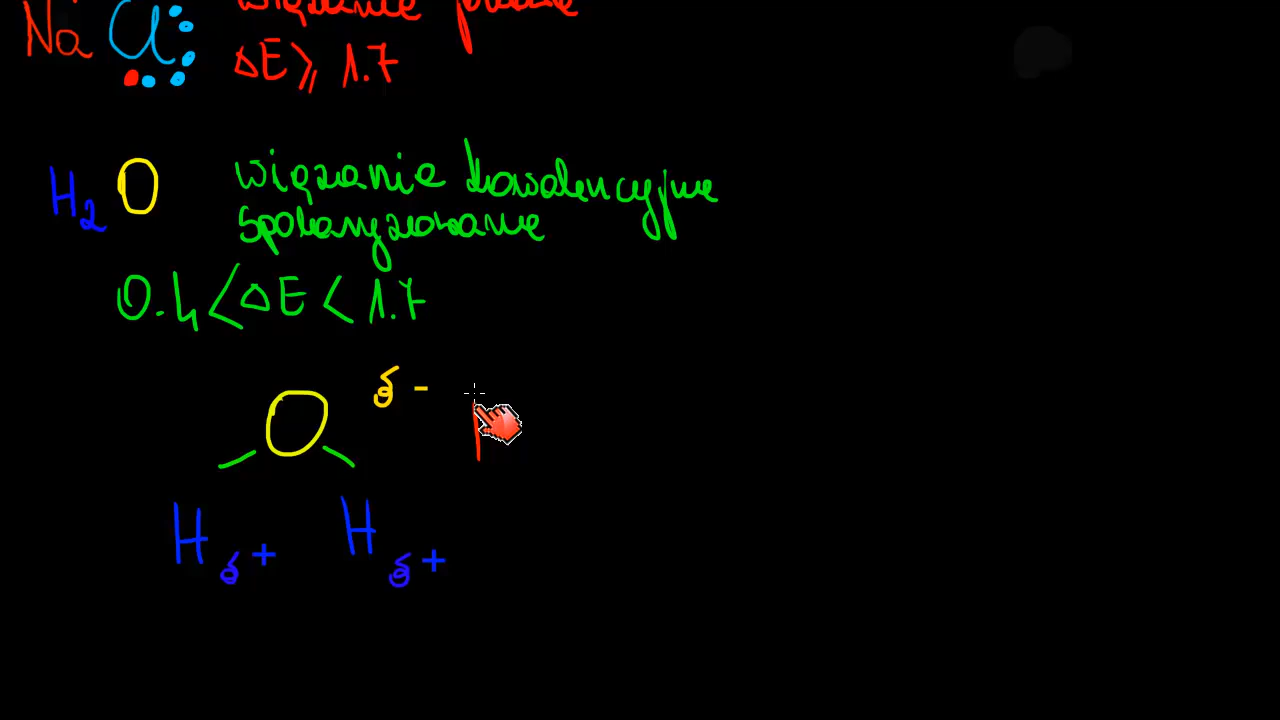 Na Cl wiązanie jonowe
ΔE ⩾ 1.7
H₂O wiązanie kowalencyjne
spolaryzowane
0.4 < ΔE < 1.7
O δ -
H δ + H δ +